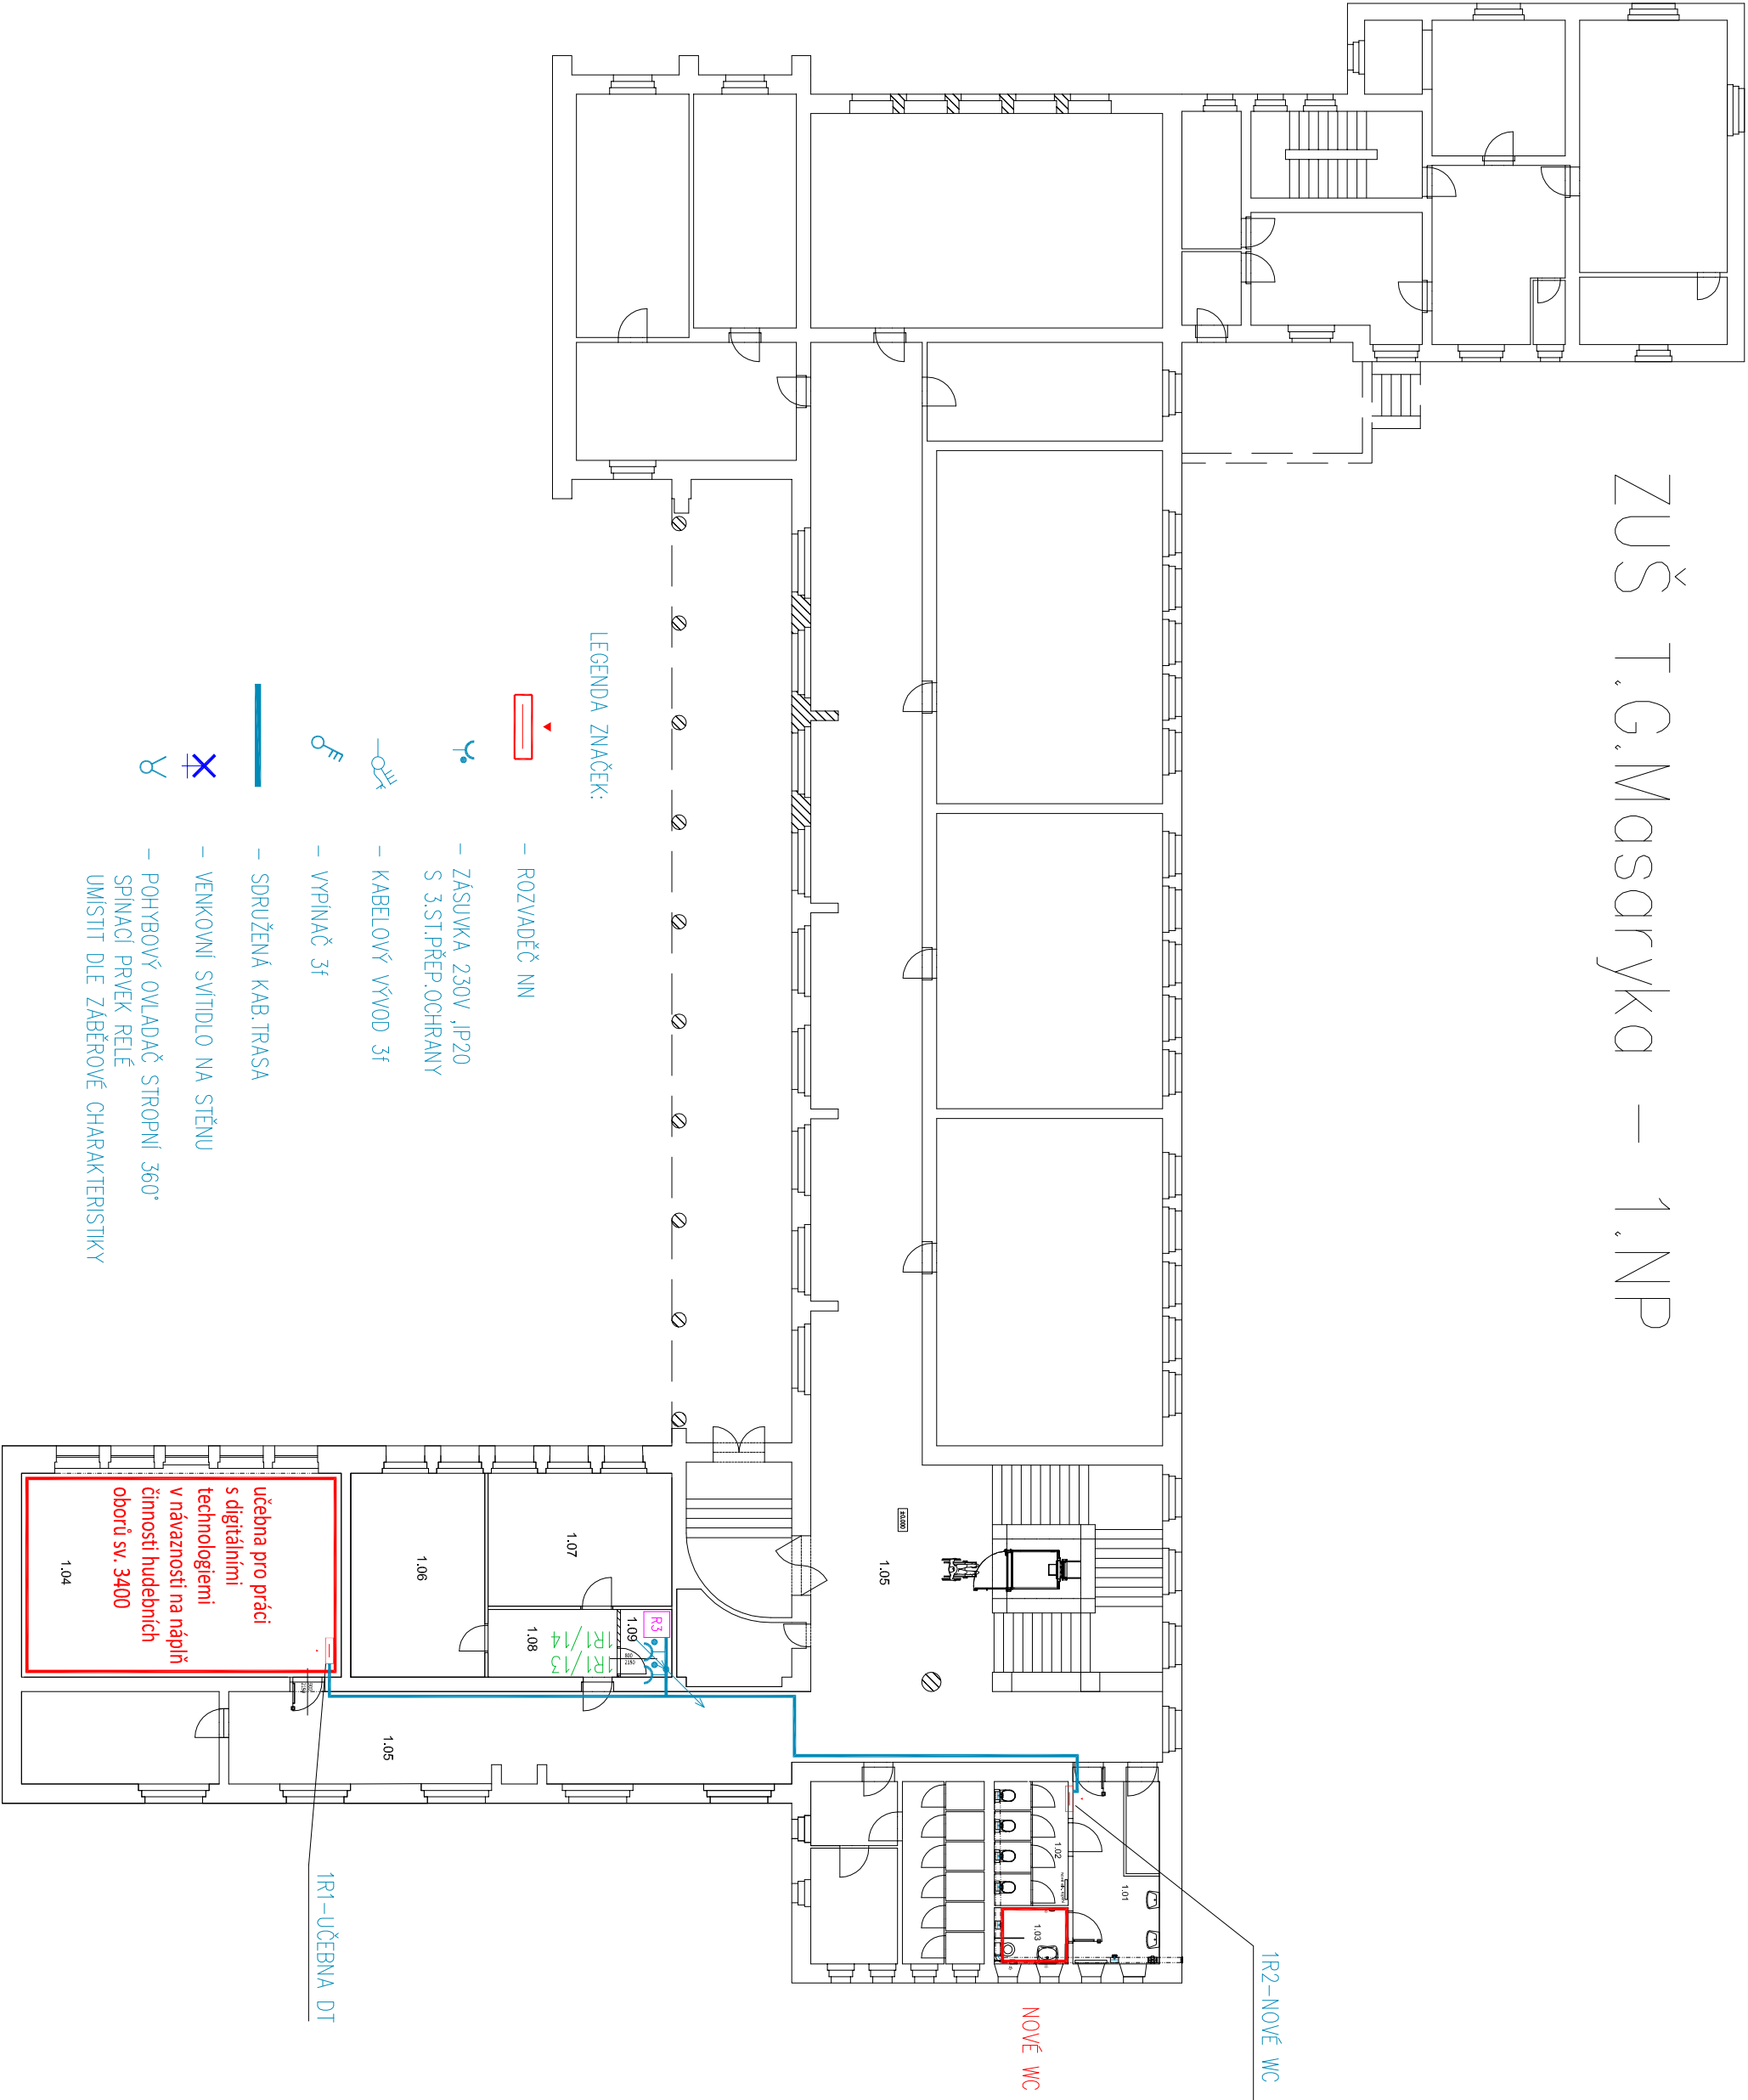 ZUŠ T.G.Masaryka – 1.NP
LEGENDA ZNAČEK:
– ROZVADĚČ NN
– ZÁSUVKA 230V ,IP20
S 3.ST.PŘEP.OCHRANY
– KABELOVÝ VÝVOD 3f
– VYPÍNAČ 3f
– SDRUŽENÁ KAB.TRASA
– VENKOVNÍ SVÍTIDLO NA STĚNU
– POHYBOVÝ OVLADAČ STROPNÍ 360°
SPÍNACÍ PRVEK RELÉ
UMÍSTIT DLE ZÁBĚROVÉ CHARAKTERISTIKY
±0.000
1.05
1.07
1.06
1.09
R3
1.08
1R1/14
1R1/13
učebna pro práci
s digitálními
technologiemi
v návaznosti na náplň
činnosti hudebních
oborů sv. 3400
1.04
1.05
1.02
1.01
1.03
1R2–NOVÉ WC
NOVÉ WC
1R1–UČEBNA DT